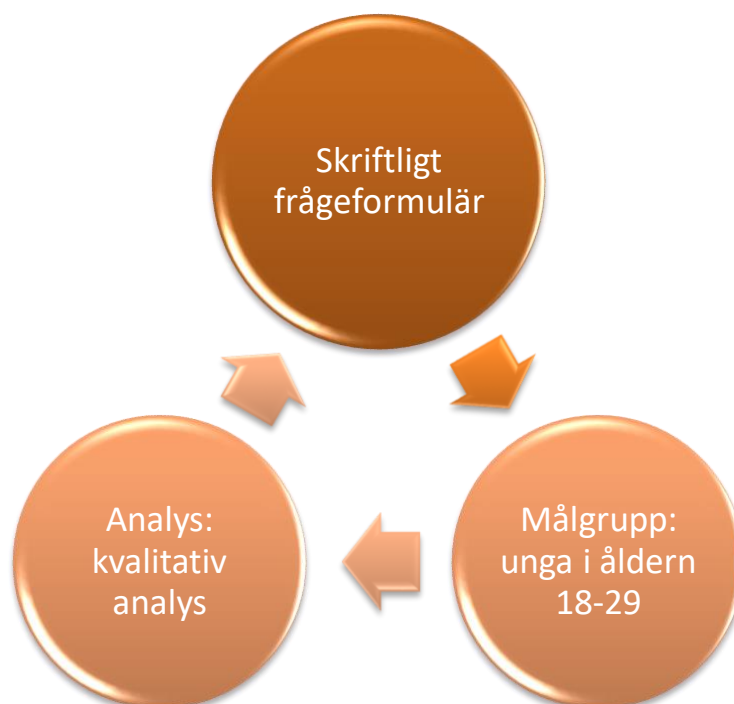 Skriftligt
frågeformulär
Målgrupp:
unga i åldern
18-29
Analys:
kvalitativ
analys